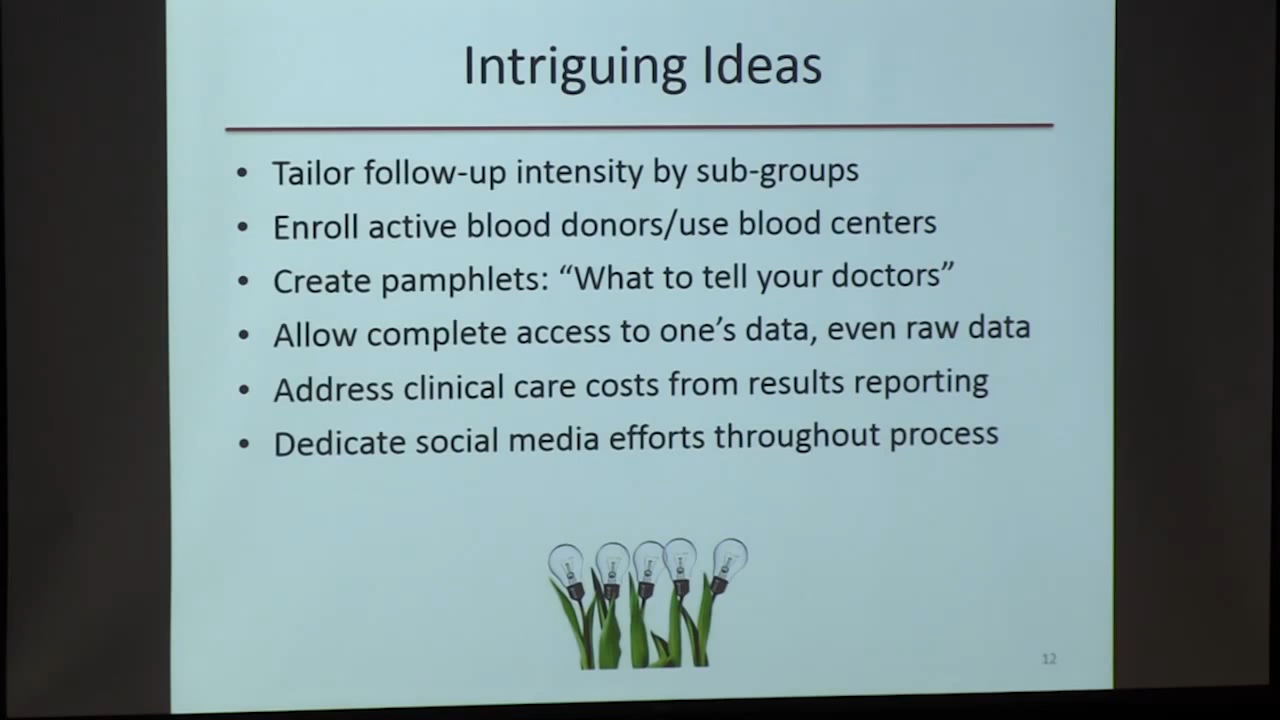 Intriguing Ideas
• Tailor follow-up intensity by sub-groups
• Enroll active blood donors/use blood centers
• Create pamphlets: “What to tell your doctors”
• Allow complete access to one’s data, even raw data
• Address clinical care costs from results reporting
• Dedicate social media efforts throughout process
12